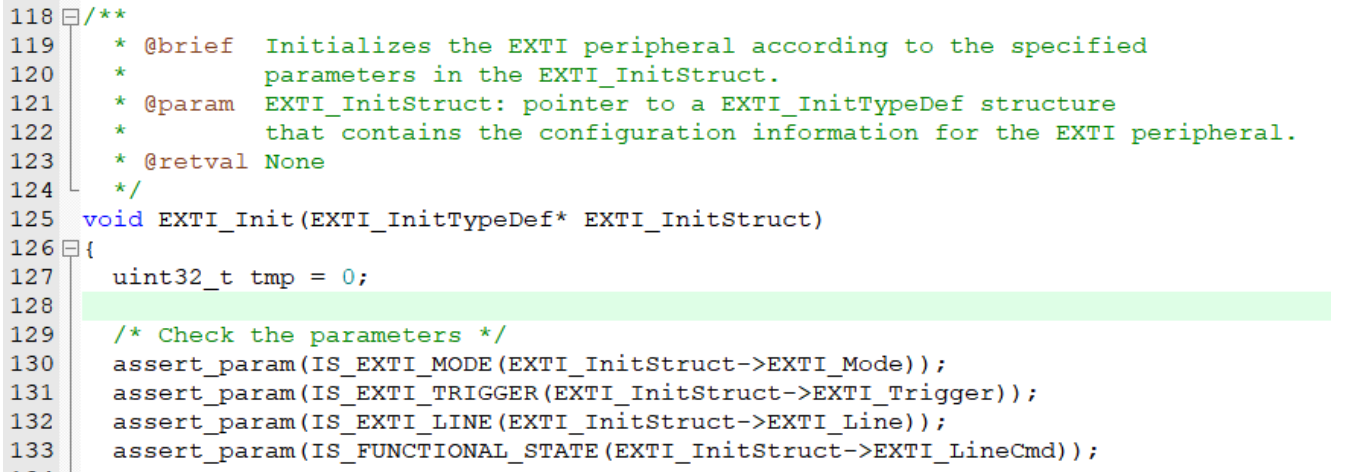 118 /**
119 * @brief Initializes the EXTI peripheral according to the specified
120 * parameters in the EXTI_InitStruct.
121 * @param EXTI_InitStruct: pointer to a EXTI_InitTypeDef structure
122 * that contains the configuration information for the EXTI peripheral.
123 * @retval None
124 */
125 void EXTI_Init(EXTI_InitTypeDef* EXTI_InitStruct)
126 {
127 uint32_t tmp = 0;
128
129 /* Check the parameters */
130 assert_param(IS_EXTI_MODE(EXTI_InitStruct->EXTI_Mode));
131 assert_param(IS_EXTI_TRIGGER(EXTI_InitStruct->EXTI_Trigger));
132 assert_param(IS_EXTI_LINE(EXTI_InitStruct->EXTI_Line));
133 assert_param(IS_FUNCTIONAL_STATE(EXTI_InitStruct->EXTI_LineCmd));